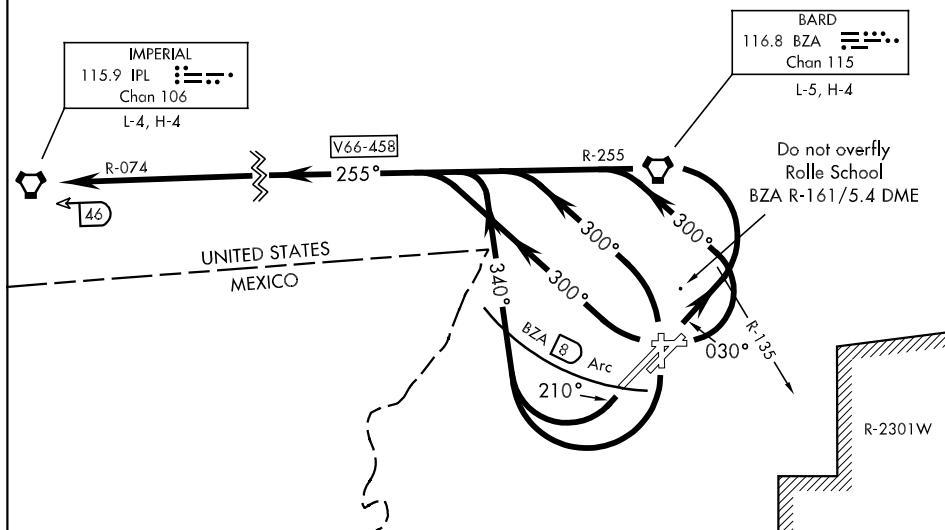 IMPERIAL
115.9 IPL
Chan 106
L-4, H-4
BARD
116.8 BZA
Chan 115
L-5, H-4
Do not overfly
Rolle School
BZA R-161/5.4 DME
V66-458
R-074
255°
R-255
46
UNITED STATES
MEXICO
340°
300°
300°
300°
BZA 8 Arc
210°
030°
R-135
R-2301W